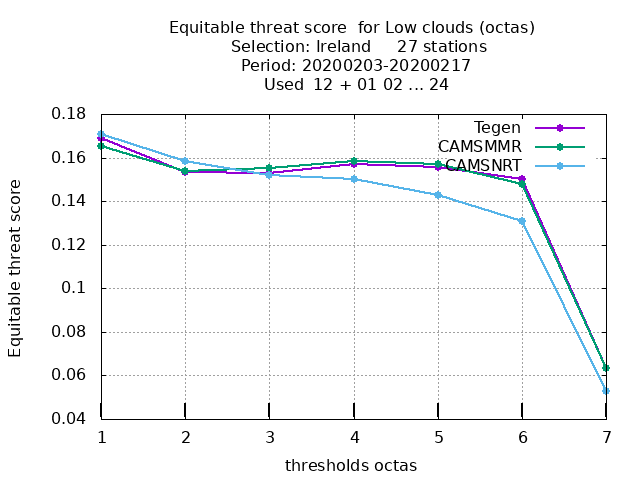 Equitable threat score  for Low clouds (octas)
Selection: Ireland     27 stations
Period: 20200203-20200217
Used  12 + 01 02 ... 24
Tegen
CAMSMMR
CAMSNRT
Equitable threat score
0.18
0.16
0.14
0.12
0.1
0.08
0.06
0.04
1 2 3 4 5 6 7
thresholds octas